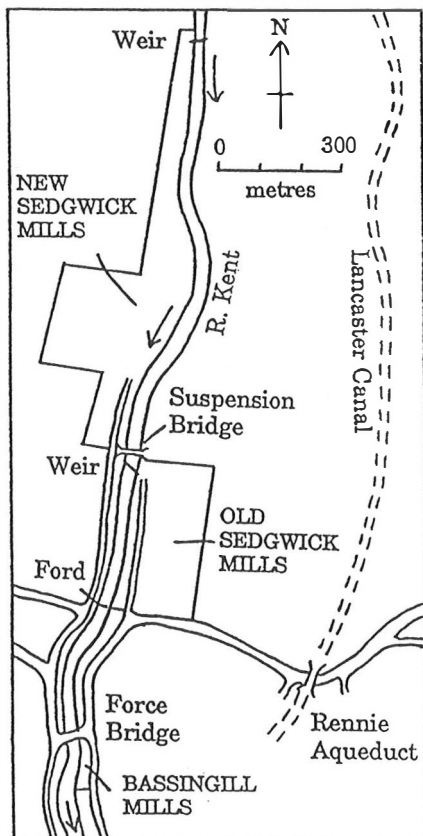 Weir
N
0 300
metres
NEW
SEDGWICK
MILLS
R. Kent
Lancaster Canal
Suspension
Bridge
Weir
OLD
SEDGWICK
MILLS
Ford
Force
Bridge
Rennie
Aqueduct
BASSINGILL
MILLS